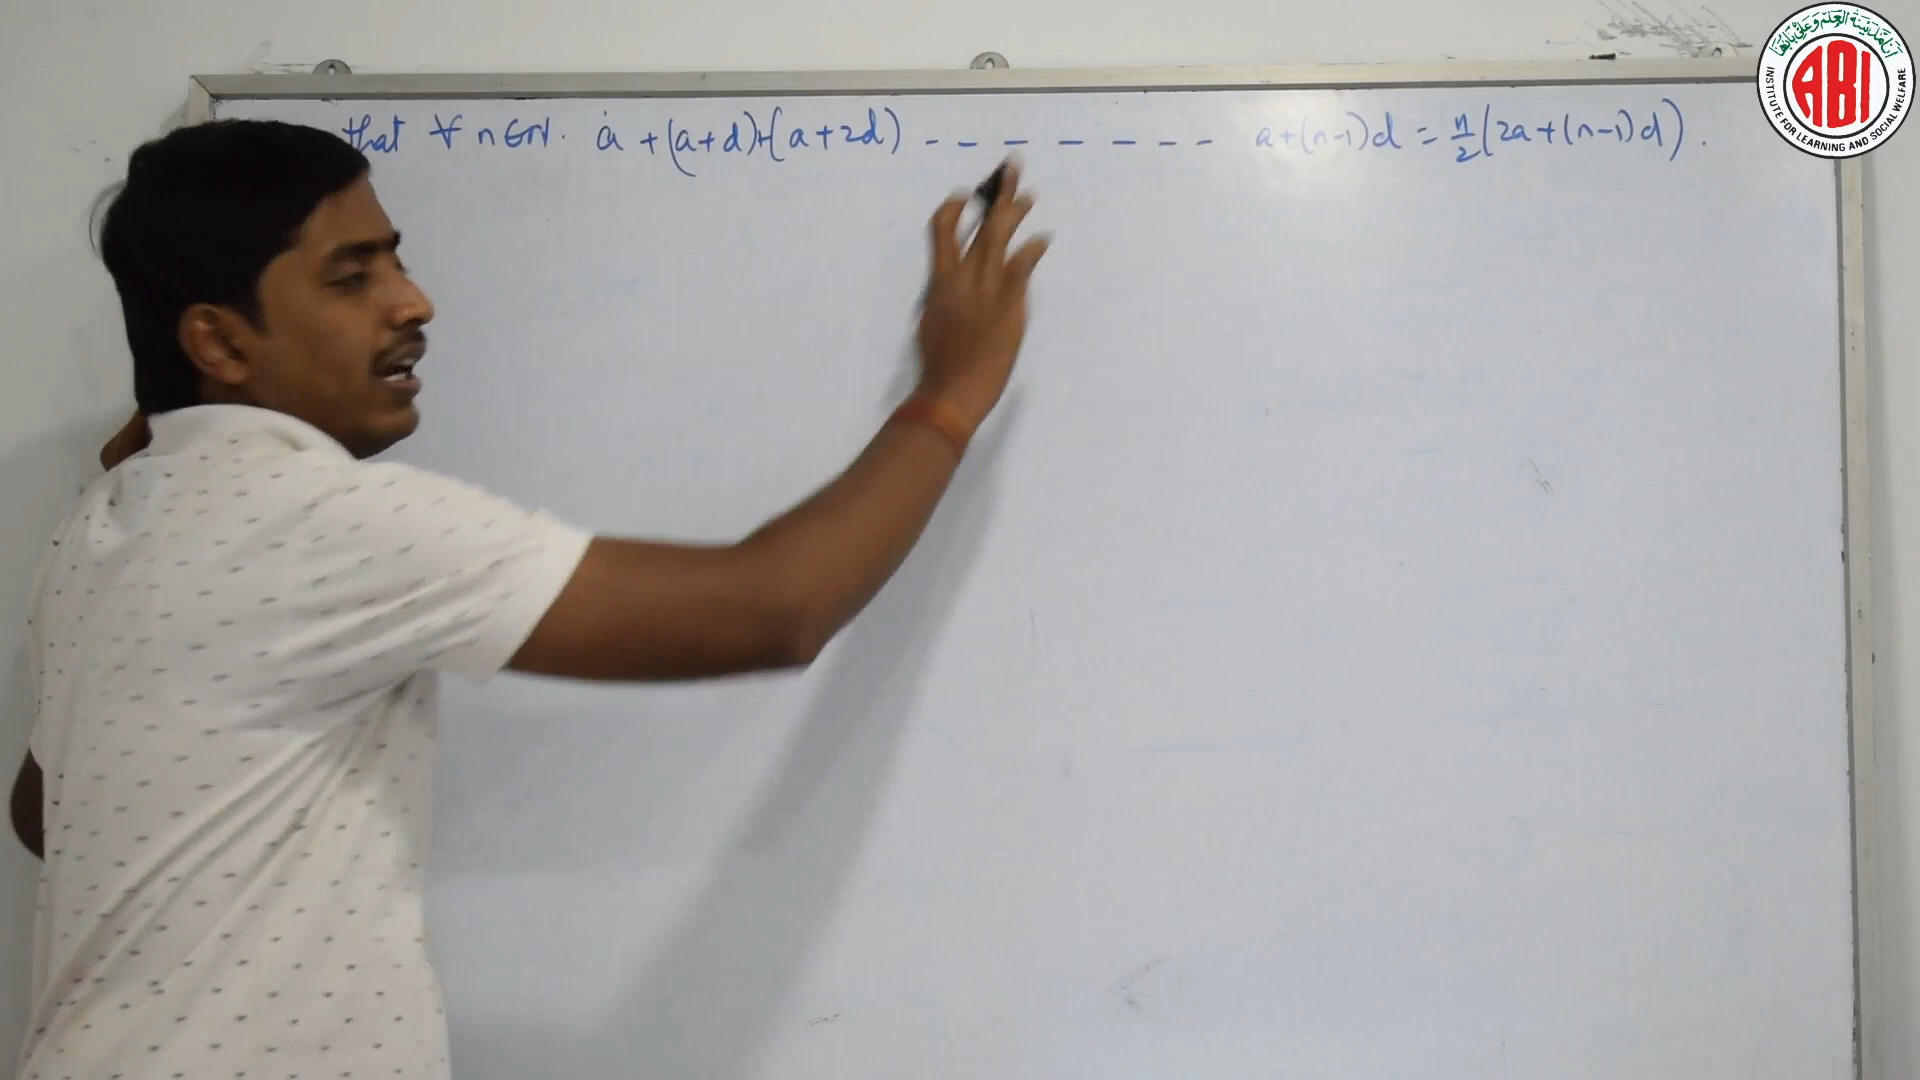 that ∀ n∈N. a + (a+d)+(a+2d) - - - - - - - a+(n-1)d = n/2(2a+(n-1)d).
ABI
INSTITUTE FOR LEARNING AND SOCIAL WELFARE